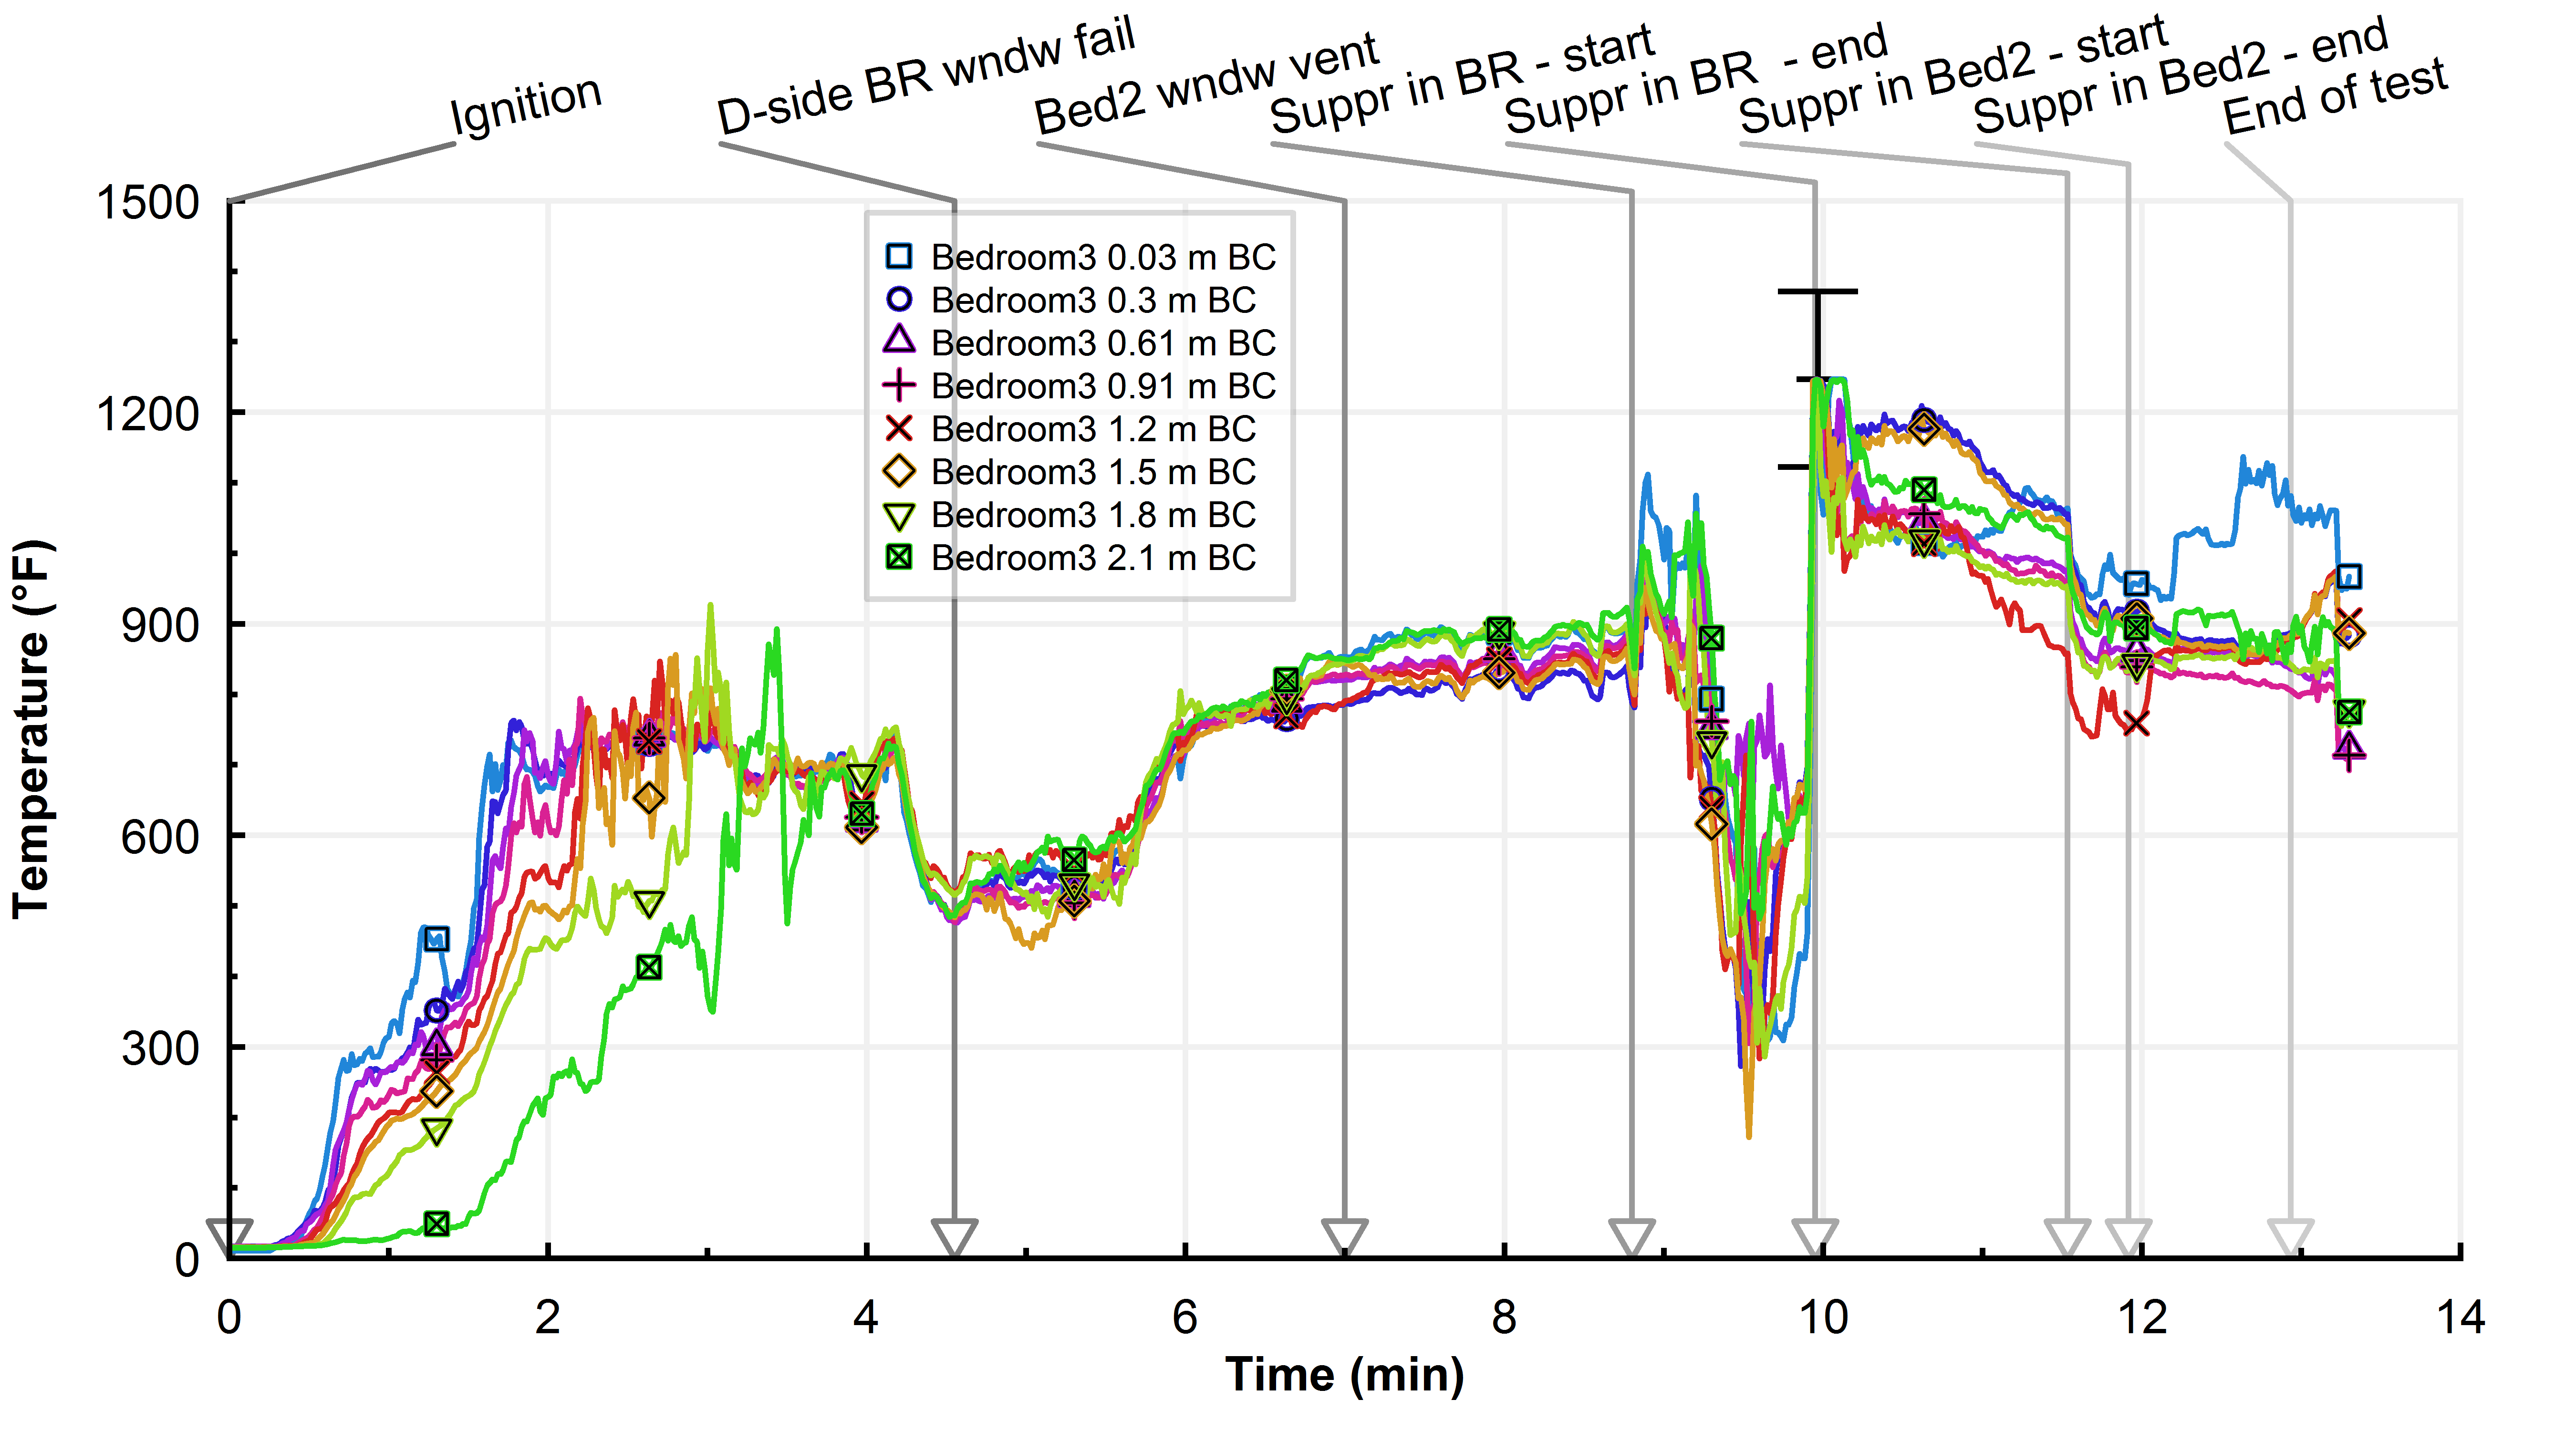 Ignition
D-side BR wndw fail
Bed2 wndw vent
Suppr in BR - start
Suppr in BR  - end
Suppr in Bed2 - start
Suppr in Bed2 - end
End of test
1500
1200
900
600
300
0
Temperature (°F)
Bedroom3 0.03 m BC
Bedroom3 0.3 m BC
Bedroom3 0.61 m BC
Bedroom3 0.91 m BC
Bedroom3 1.2 m BC
Bedroom3 1.5 m BC
Bedroom3 1.8 m BC
Bedroom3 2.1 m BC
0 2 4 6 8 10 12 14
Time (min)